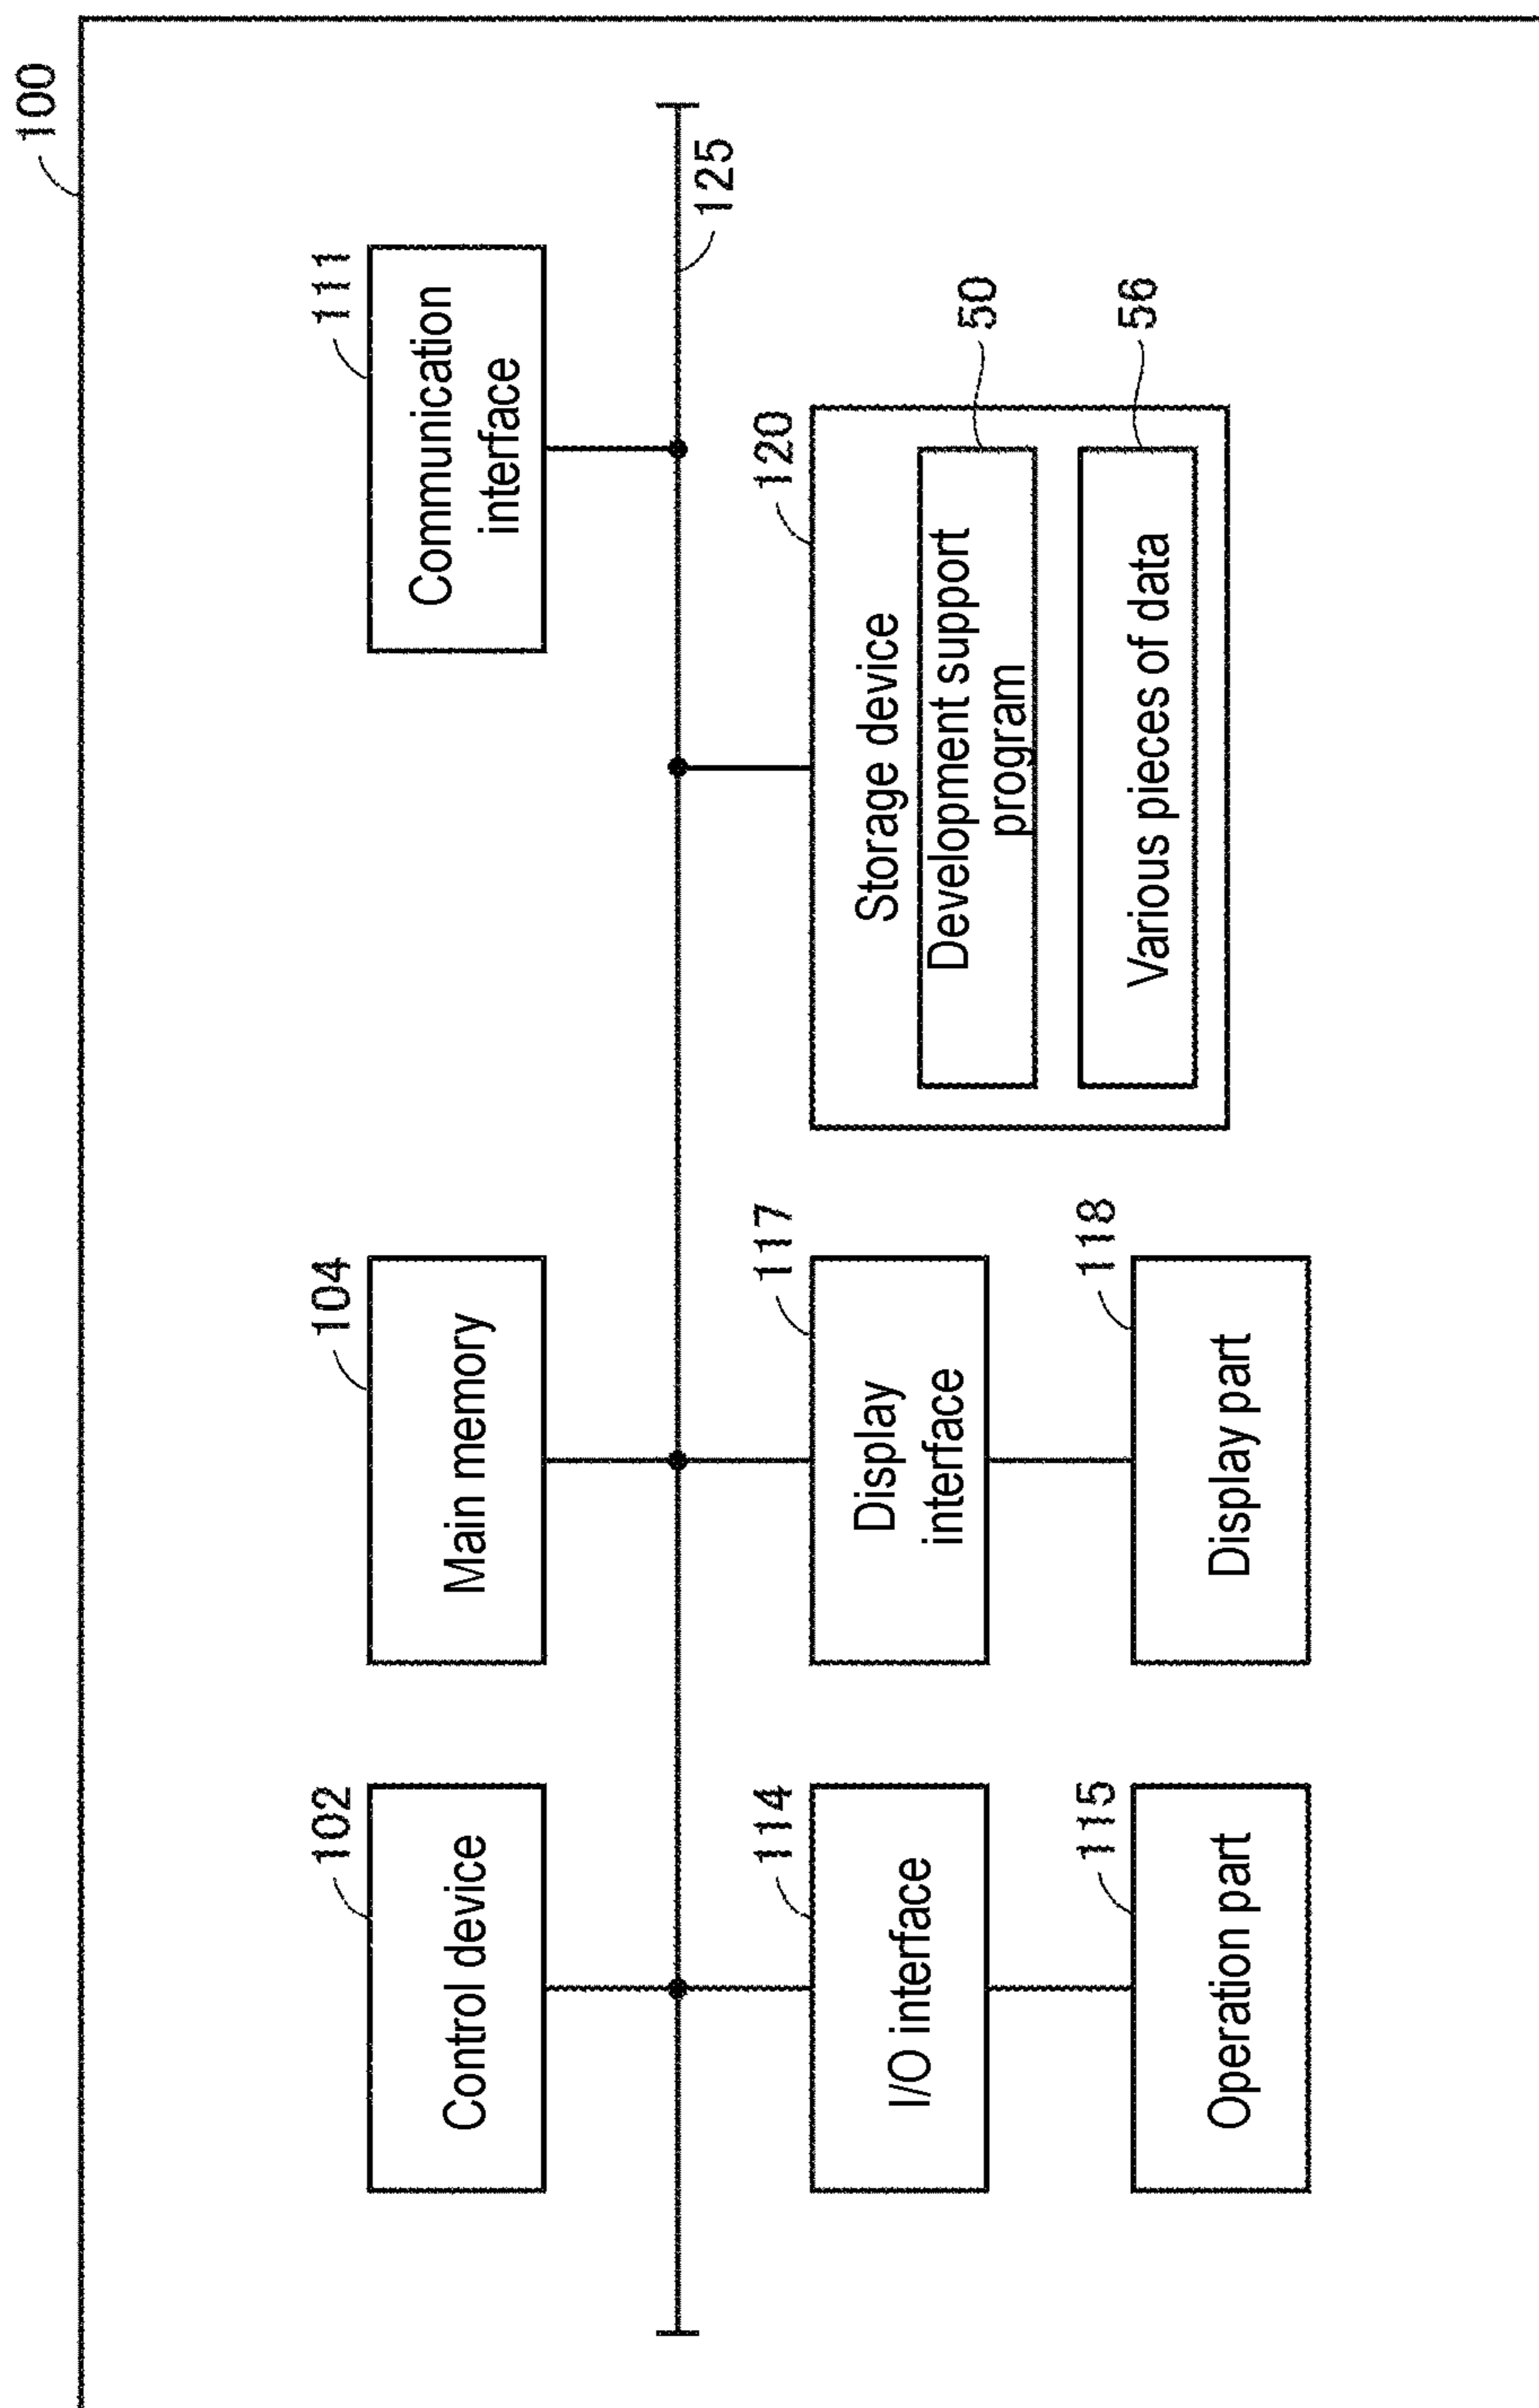 100
102
Control device
104
Main memory
111
Communication
interface
125
114
I/O interface
117
Display
interface
120
Storage device
Development support
program
50
Various pieces of data
56
115
Operation part
118
Display part